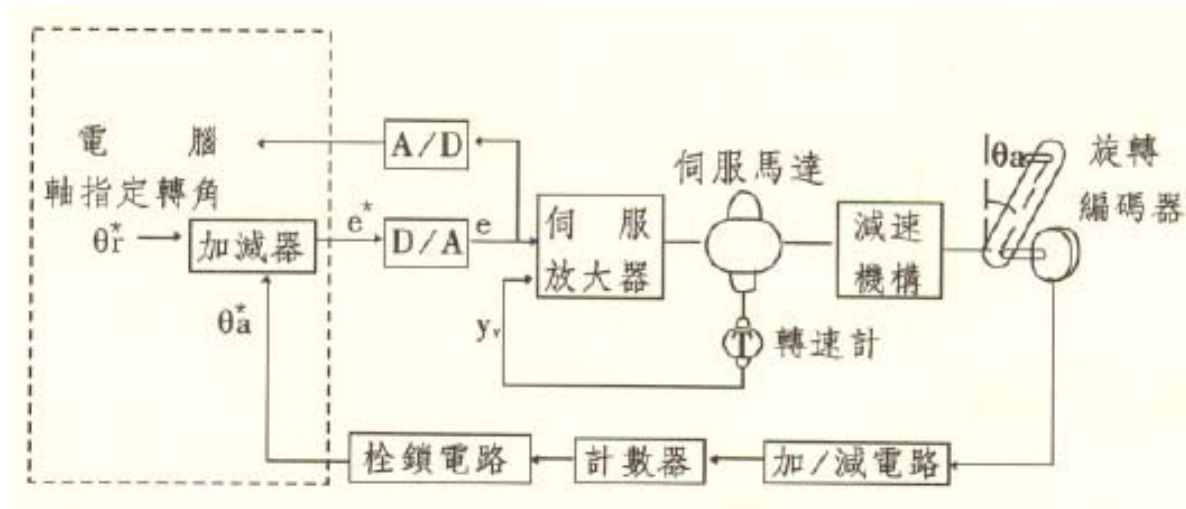 電腦
軸指定轉角
θr*
加減器
θa*
e*
A/D
D/A
e
伺服
放大器
yv
伺服馬達
轉速計
減速
機構
θa
旋轉
編碼器
栓鎖電路
計數器
加/減電路